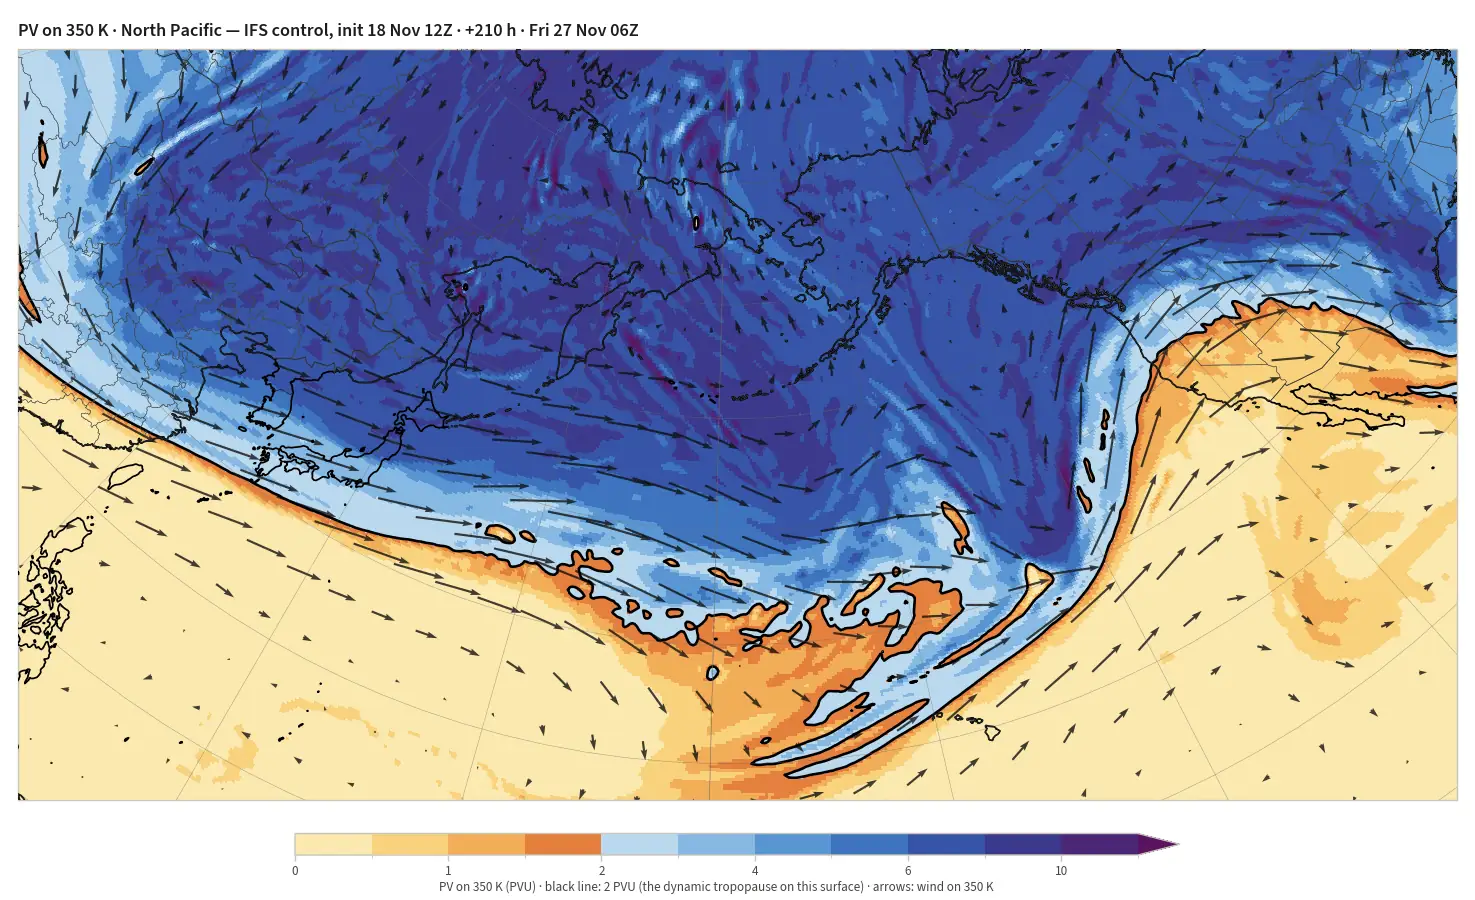 PV on 350 K · North Pacific — IFS control, init 18 Nov 12Z · +210 h · Fri 27 Nov 06Z
0 1 2 4 6 10
PV on 350 K (PVU) · black line: 2 PVU (the dynamic tropopause on this surface) · arrows: wind on 350 K